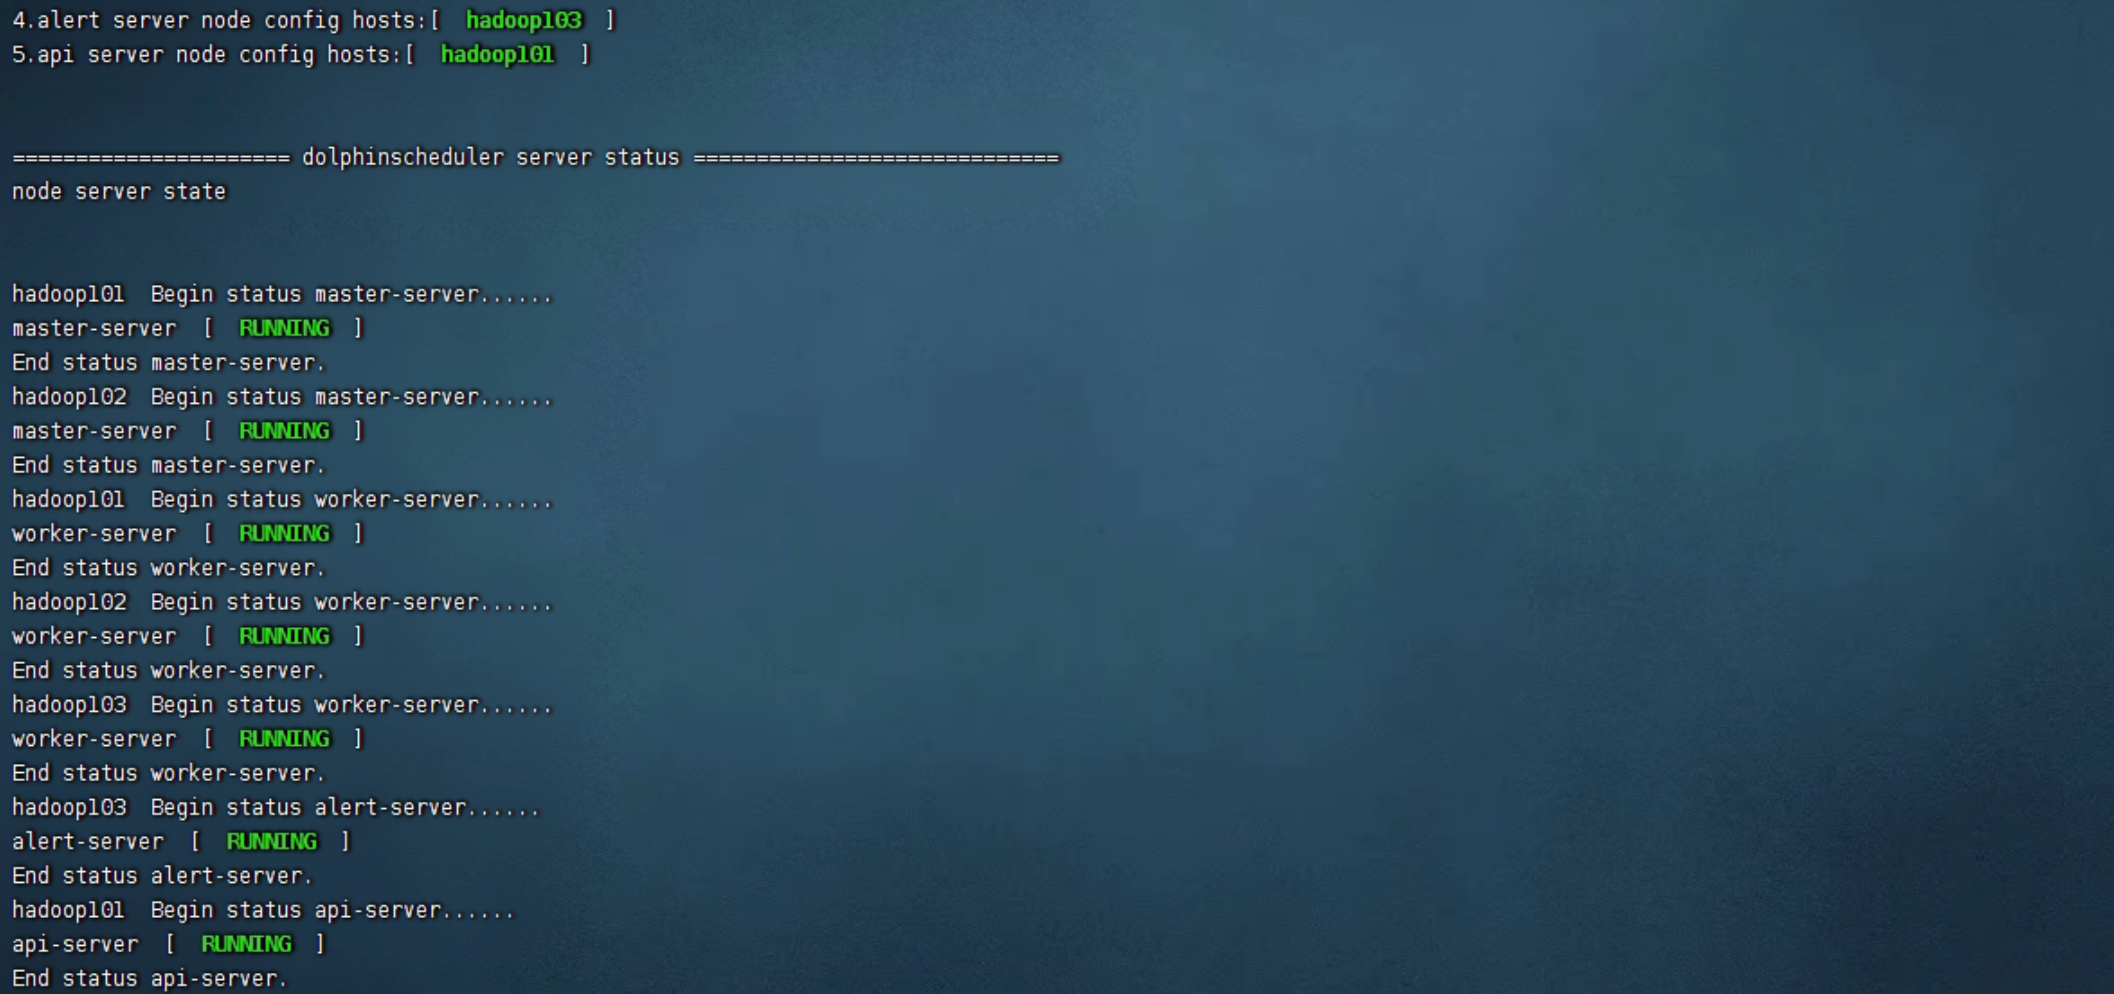 4.alert server node config hosts:[  hadoop103  ]
5.api server node config hosts:[  hadoop101  ]
====================== dolphinscheduler server status =============================
node server state
hadoop101  Begin status master-server......
master-server  [  RUNNING  ]
End status master-server.
hadoop102  Begin status master-server......
master-server  [  RUNNING  ]
End status master-server.
hadoop101  Begin status worker-server......
worker-server  [  RUNNING  ]
End status worker-server.
hadoop102  Begin status worker-server......
worker-server  [  RUNNING  ]
End status worker-server.
hadoop103  Begin status worker-server......
worker-server  [  RUNNING  ]
End status worker-server.
hadoop103  Begin status alert-server......
alert-server  [  RUNNING  ]
End status alert-server.
hadoop101  Begin status api-server......
api-server  [  RUNNING  ]
End status api-server.